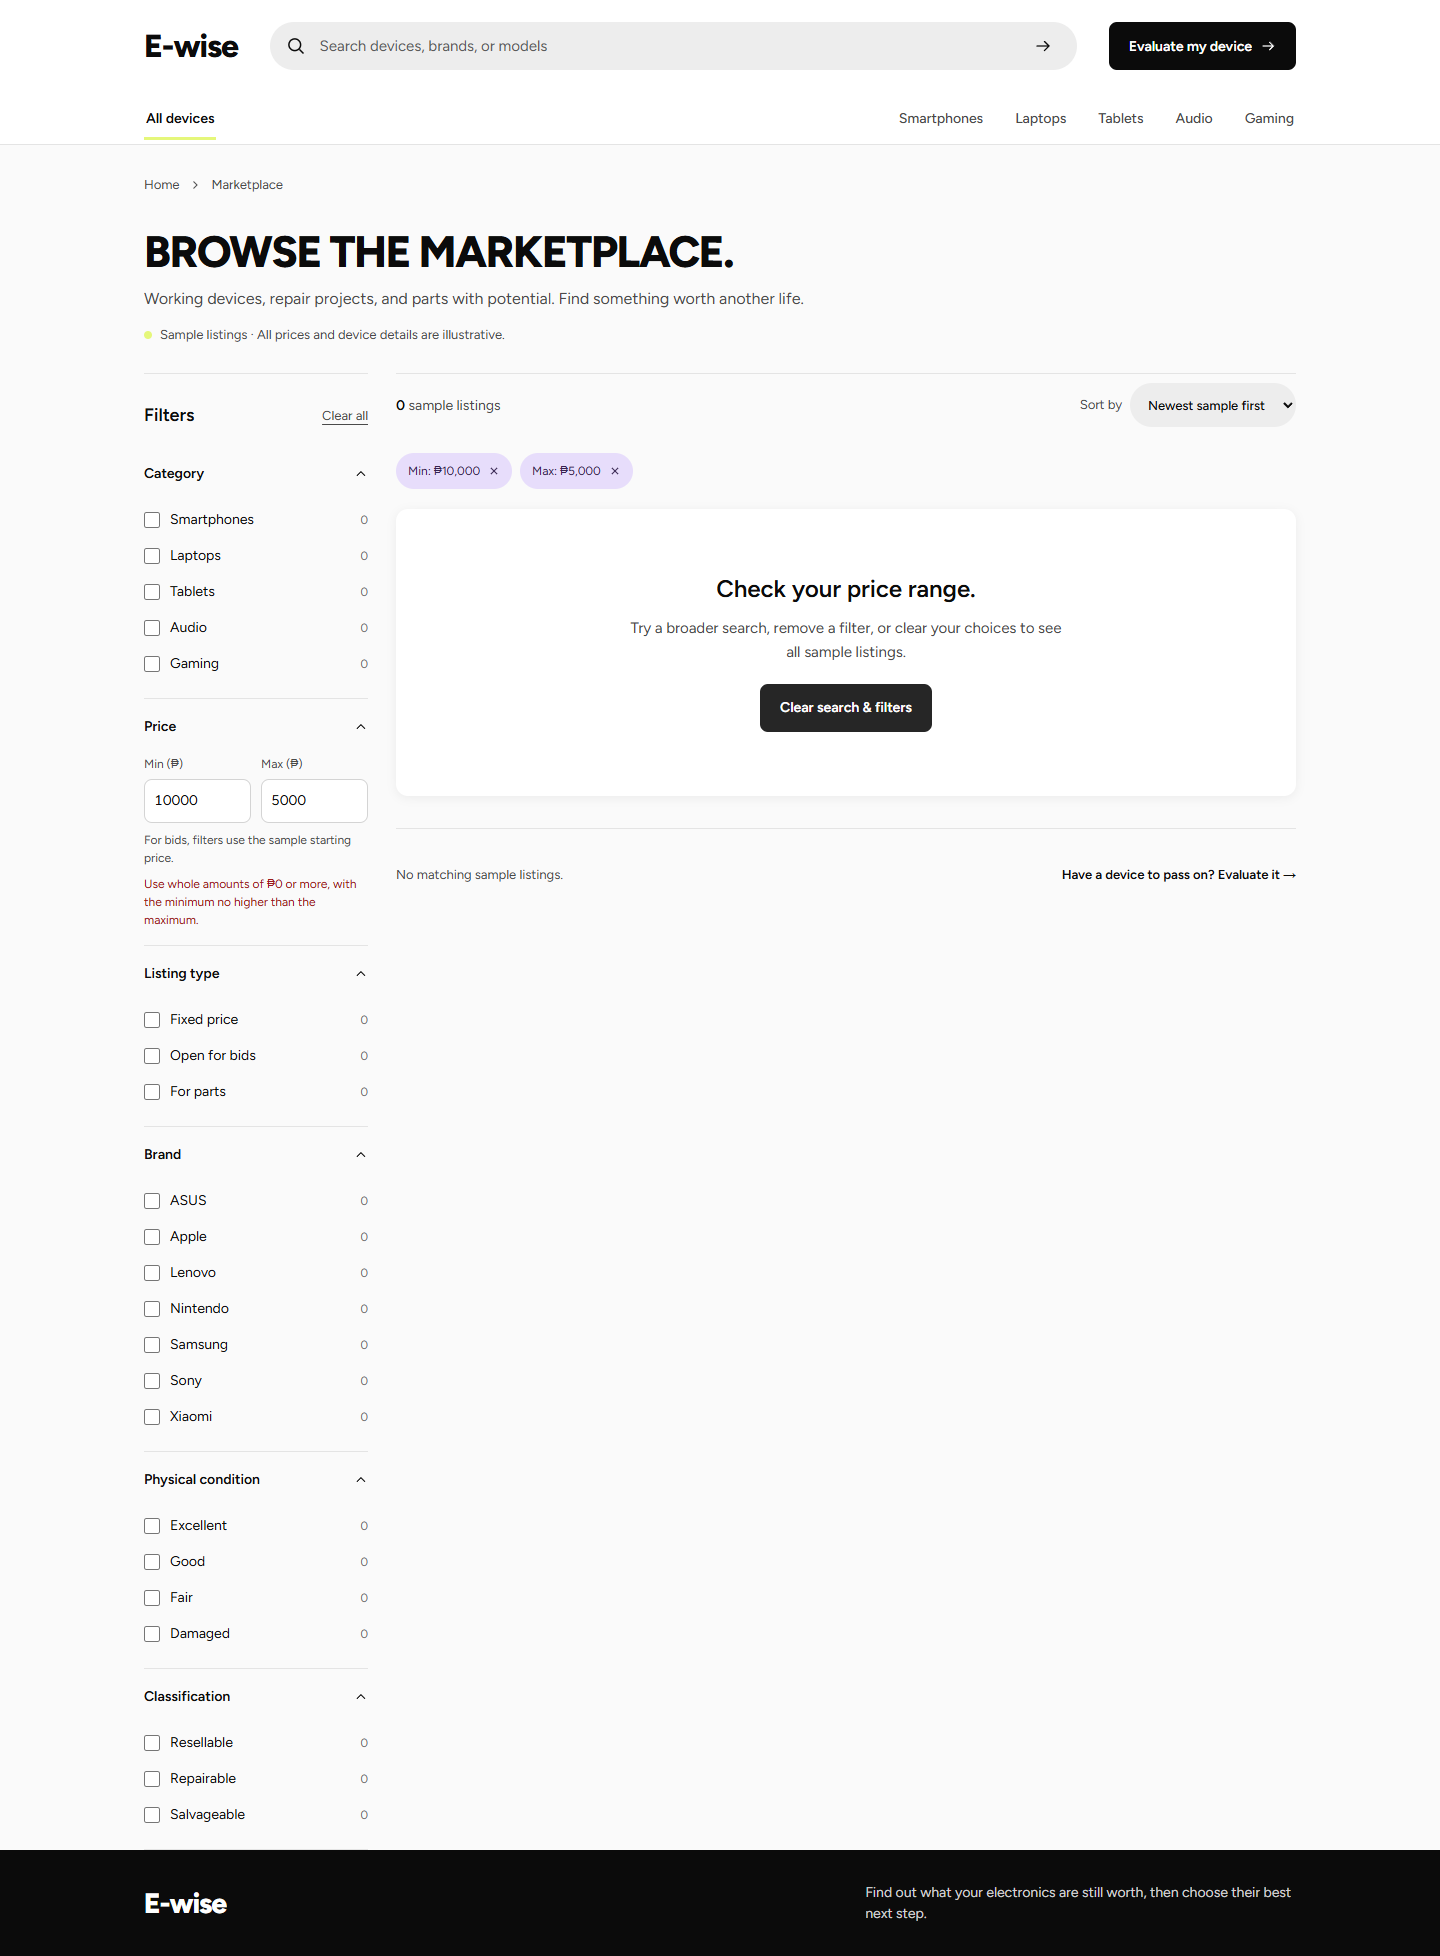 E-wise
Search devices, brands, or models
Evaluate my device →
All devices
Smartphones
Laptops
Tablets
Audio
Gaming
Home > Marketplace
BROWSE THE MARKETPLACE.
Working devices, repair projects, and parts with potential. Find something worth another life.
Sample listings · All prices and device details are illustrative.
Filters
Clear all
Category
Smartphones 0
Laptops 0
Tablets 0
Audio 0
Gaming 0
Price
Min (₱) Max (₱)
10000 5000
For bids, filters use the sample starting
price.
Use whole amounts of ₱0 or more, with
the minimum no higher than the
maximum.
Listing type
Fixed price 0
Open for bids 0
For parts 0
Brand
ASUS 0
Apple 0
Lenovo 0
Nintendo 0
Samsung 0
Sony 0
Xiaomi 0
Physical condition
Excellent 0
Good 0
Fair 0
Damaged 0
Classification
Resellable 0
Repairable 0
Salvageable 0
0 sample listings
Sort by Newest sample first
Min: ₱10,000 ×
Max: ₱5,000 ×
Check your price range.
Try a broader search, remove a filter, or clear your choices to see
all sample listings.
Clear search & filters
No matching sample listings.
Have a device to pass on? Evaluate it →
E-wise
Find out what your electronics are still worth, then choose their best
next step.